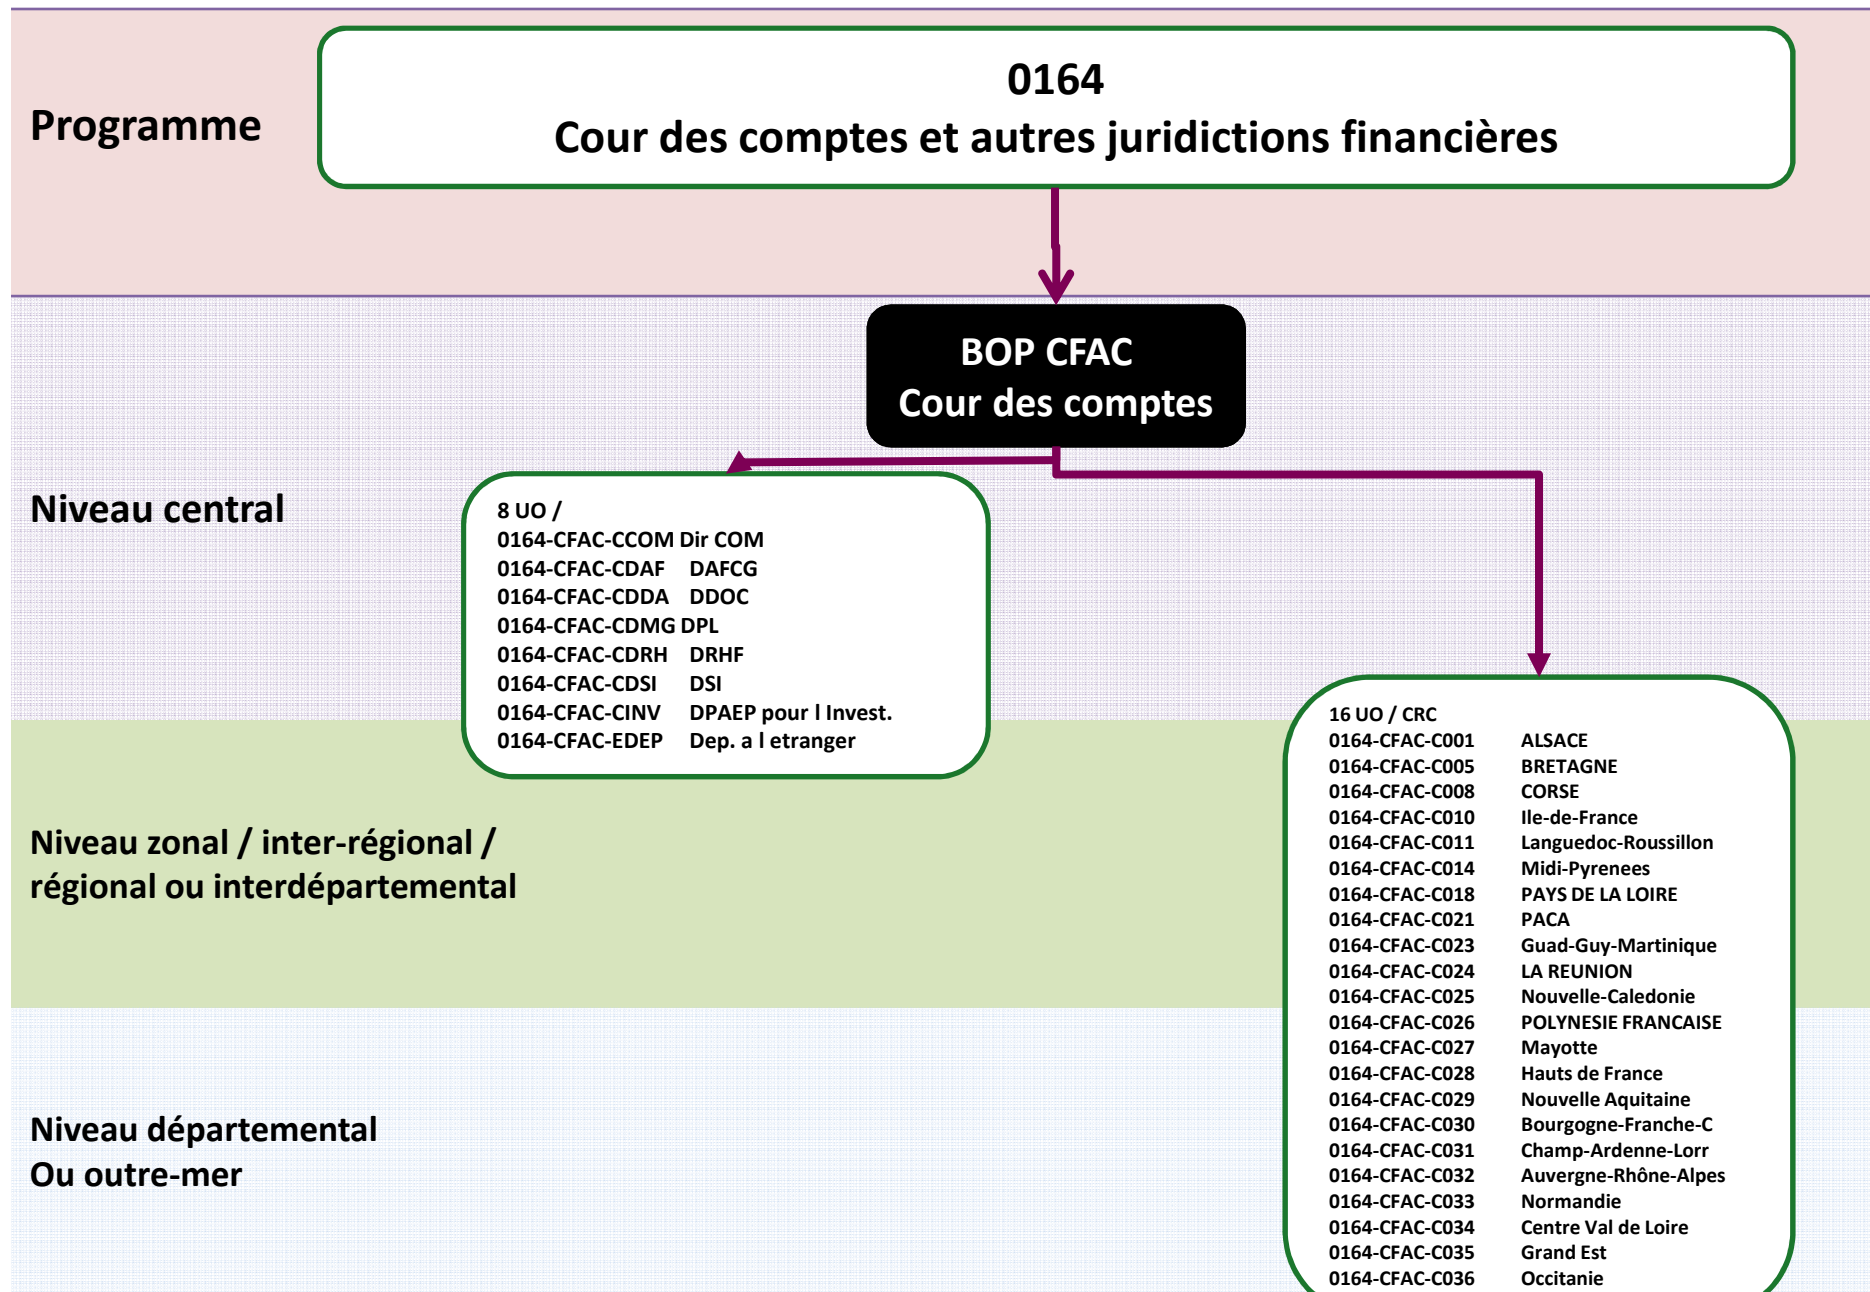 0164
Cour des comptes et autres juridictions financières
Programme
BOP CFAC
Cour des comptes
Niveau central
8 UO /
0164-CFAC-CCOM Dir COM
0164-CFAC-CDAF DAFCG
0164-CFAC-CDDA DDOC
0164-CFAC-CDMG DPL
0164-CFAC-CDRH DRHF
0164-CFAC-CDSI DSI
0164-CFAC-CINV DPAEP pour l Invest.
0164-CFAC-EDEP Dep. a l etranger
16 UO / CRC
0164-CFAC-C001 ALSACE
0164-CFAC-C005 BRETAGNE
0164-CFAC-C008 CORSE
0164-CFAC-C010 Ile-de-France
0164-CFAC-C011 Languedoc-Roussillon
0164-CFAC-C014 Midi-Pyrenees
0164-CFAC-C018 PAYS DE LA LOIRE
0164-CFAC-C021 PACA
0164-CFAC-C023 Guad-Guy-Martinique
0164-CFAC-C024 LA REUNION
0164-CFAC-C025 Nouvelle-Caledonie
0164-CFAC-C026 POLYNESIE FRANCAISE
0164-CFAC-C027 Mayotte
0164-CFAC-C028 Hauts de France
0164-CFAC-C029 Nouvelle Aquitaine
0164-CFAC-C030 Bourgogne-Franche-C
0164-CFAC-C031 Champ-Ardenne-Lorr
0164-CFAC-C032 Auvergne-Rhône-Alpes
0164-CFAC-C033 Normandie
0164-CFAC-C034 Centre Val de Loire
0164-CFAC-C035 Grand Est
0164-CFAC-C036 Occitanie
Niveau zonal / inter-régional /
régional ou interdépartemental
Niveau départemental
Ou outre-mer